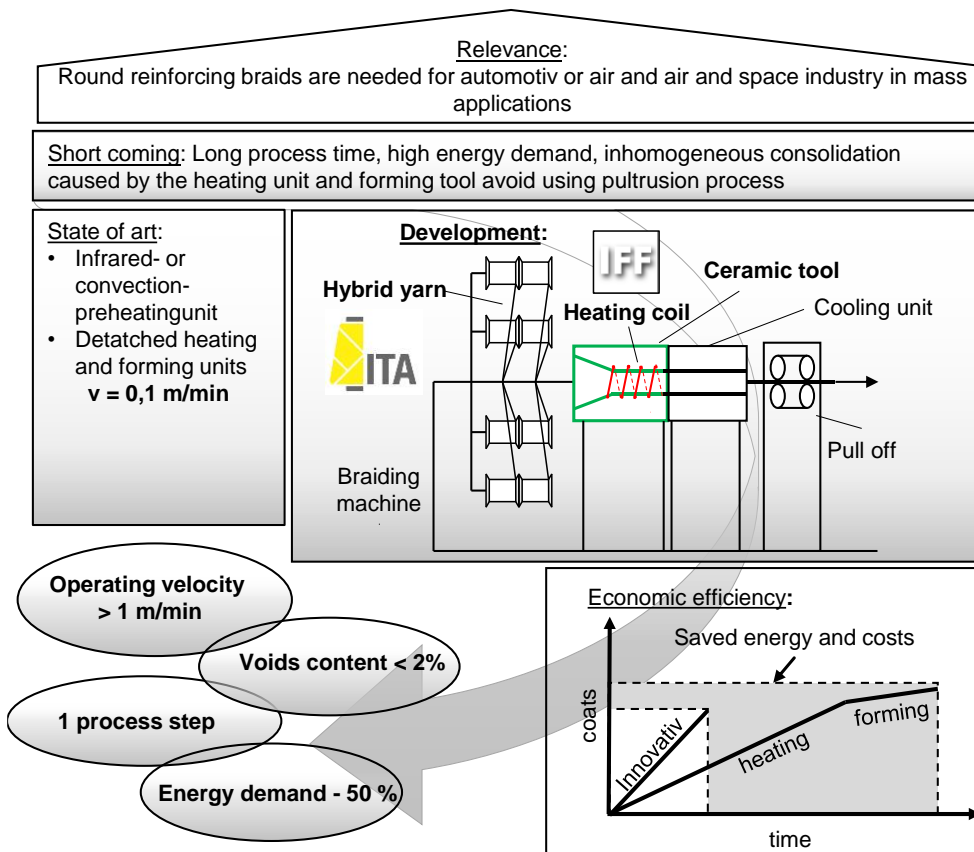 Relevance:
Round reinforcing braids are needed for automotiv or air and air and space industry in mass
applications
Short coming: Long process time, high energy demand, inhomogeneous consolidation
caused by the heating unit and forming tool avoid using pultrusion process
State of art:
• Infrared- or
convection-
preheatingunit
• Detatched heating
and forming units
v = 0,1 m/min
Development:
IFF
Hybrid yarn
ITA
Ceramic tool
Heating coil
Cooling unit
Pull off
Braiding
machine
Operating velocity
> 1 m/min
Voids content < 2%
1 process step
Energy demand - 50 %
Economic efficiency:
Saved energy and costs
coats
Innovativ
heating
forming
time